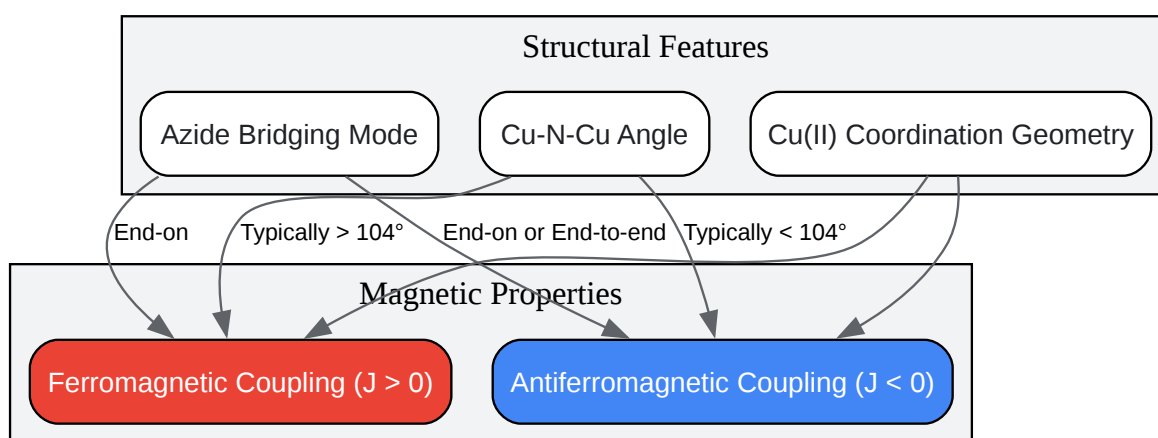 Structural Features
Azide Bridging Mode
Cu-N-Cu Angle
Cu(II) Coordination Geometry
End-on
Typically > 104°
End-on or End-to-end
Typically < 104°
Magnetic Properties
Ferromagnetic Coupling (J > 0)
Antiferromagnetic Coupling (J < 0)